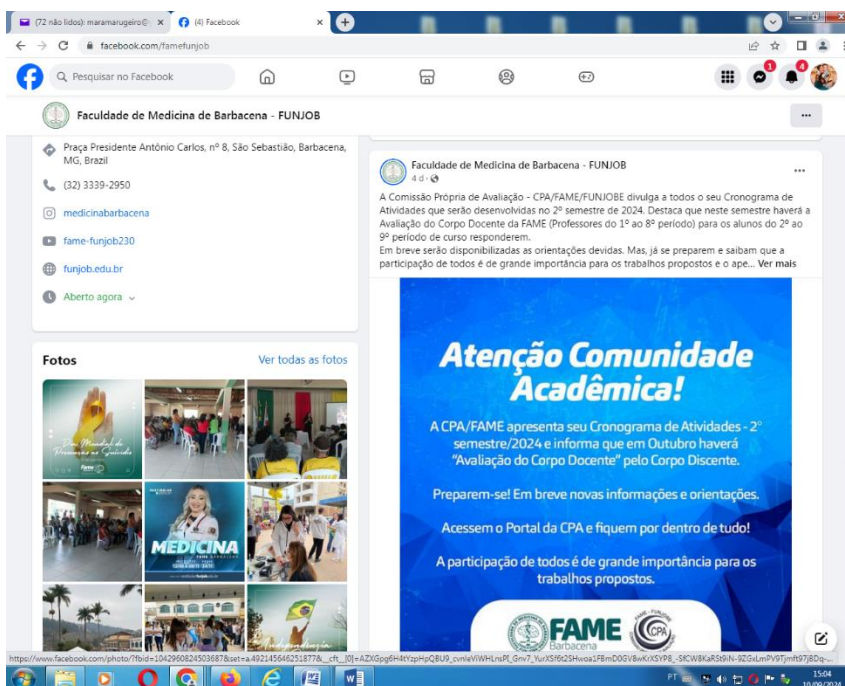 (72 não lidos): maramarugeiro@
(4) Facebook
facebook.com/famefunjob
Pesquisar no Facebook
1
4
Faculdade de Medicina de Barbacena - FUNJOB
Praça Presidente Antônio Carlos, nº 8, São Sebastião, Barbacena,
MG, Brazil
(32) 3339-2950
medicinabarbacena
fame-funjob230
funjob.edu.br
Aberto agora
Fotos
Ver todas as fotos
MEDICINA
Faculdade de Medicina de Barbacena - FUNJOB
4 d
A Comissão Própria de Avaliação - CPA/FAME/FUNJOBE divulga a todos o seu Cronograma de
Atividades que serão desenvolvidas no 2º semestre de 2024. Destaca que neste semestre haverá a
Avaliação do Corpo Docente da FAME (Professores do 1º ao 8º período) para os alunos do 2º ao
9º período de curso responderem.
Em breve serão disponibilizadas as orientações devidas. Mas, já se preparem e saibam que a
participação de todos é de grande importância para os trabalhos propostos e o ape... Ver mais
Atenção Comunidade
Acadêmica!
A CPA/FAME apresenta seu Cronograma de Atividades - 2º
semestre/2024 e informa que em Outubro haverá
“Avaliação do Corpo Docente” pelo Corpo Discente.
Preparem-se! Em breve novas informações e orientações.
Acessem o Portal da CPA e fiquem por dentro de tudo!
A participação de todos é de grande importância para os
trabalhos propostos.
FAME
Barbacena
CPA
PT
15:04
10/09/2024